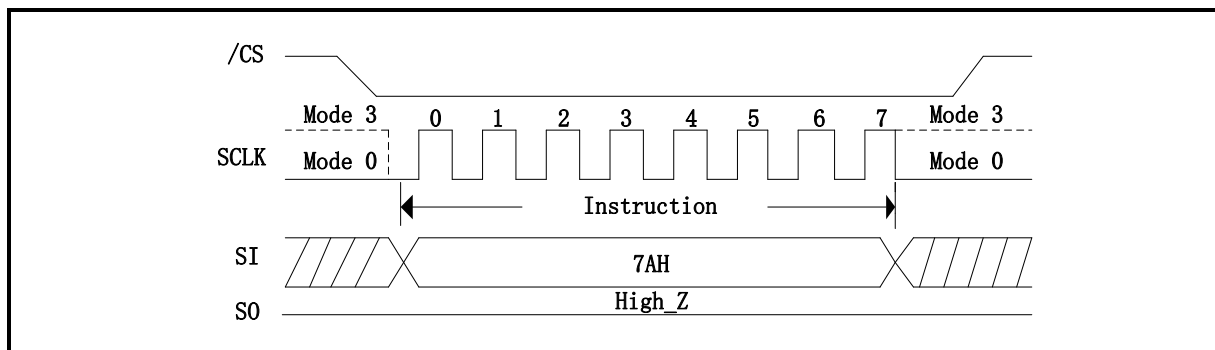 /CS
Mode 3 0 1 2 3 4 5 6 7 Mode 3
SCLK Mode 0 Mode 0
Instruction
SI 7AH
High_Z
SO